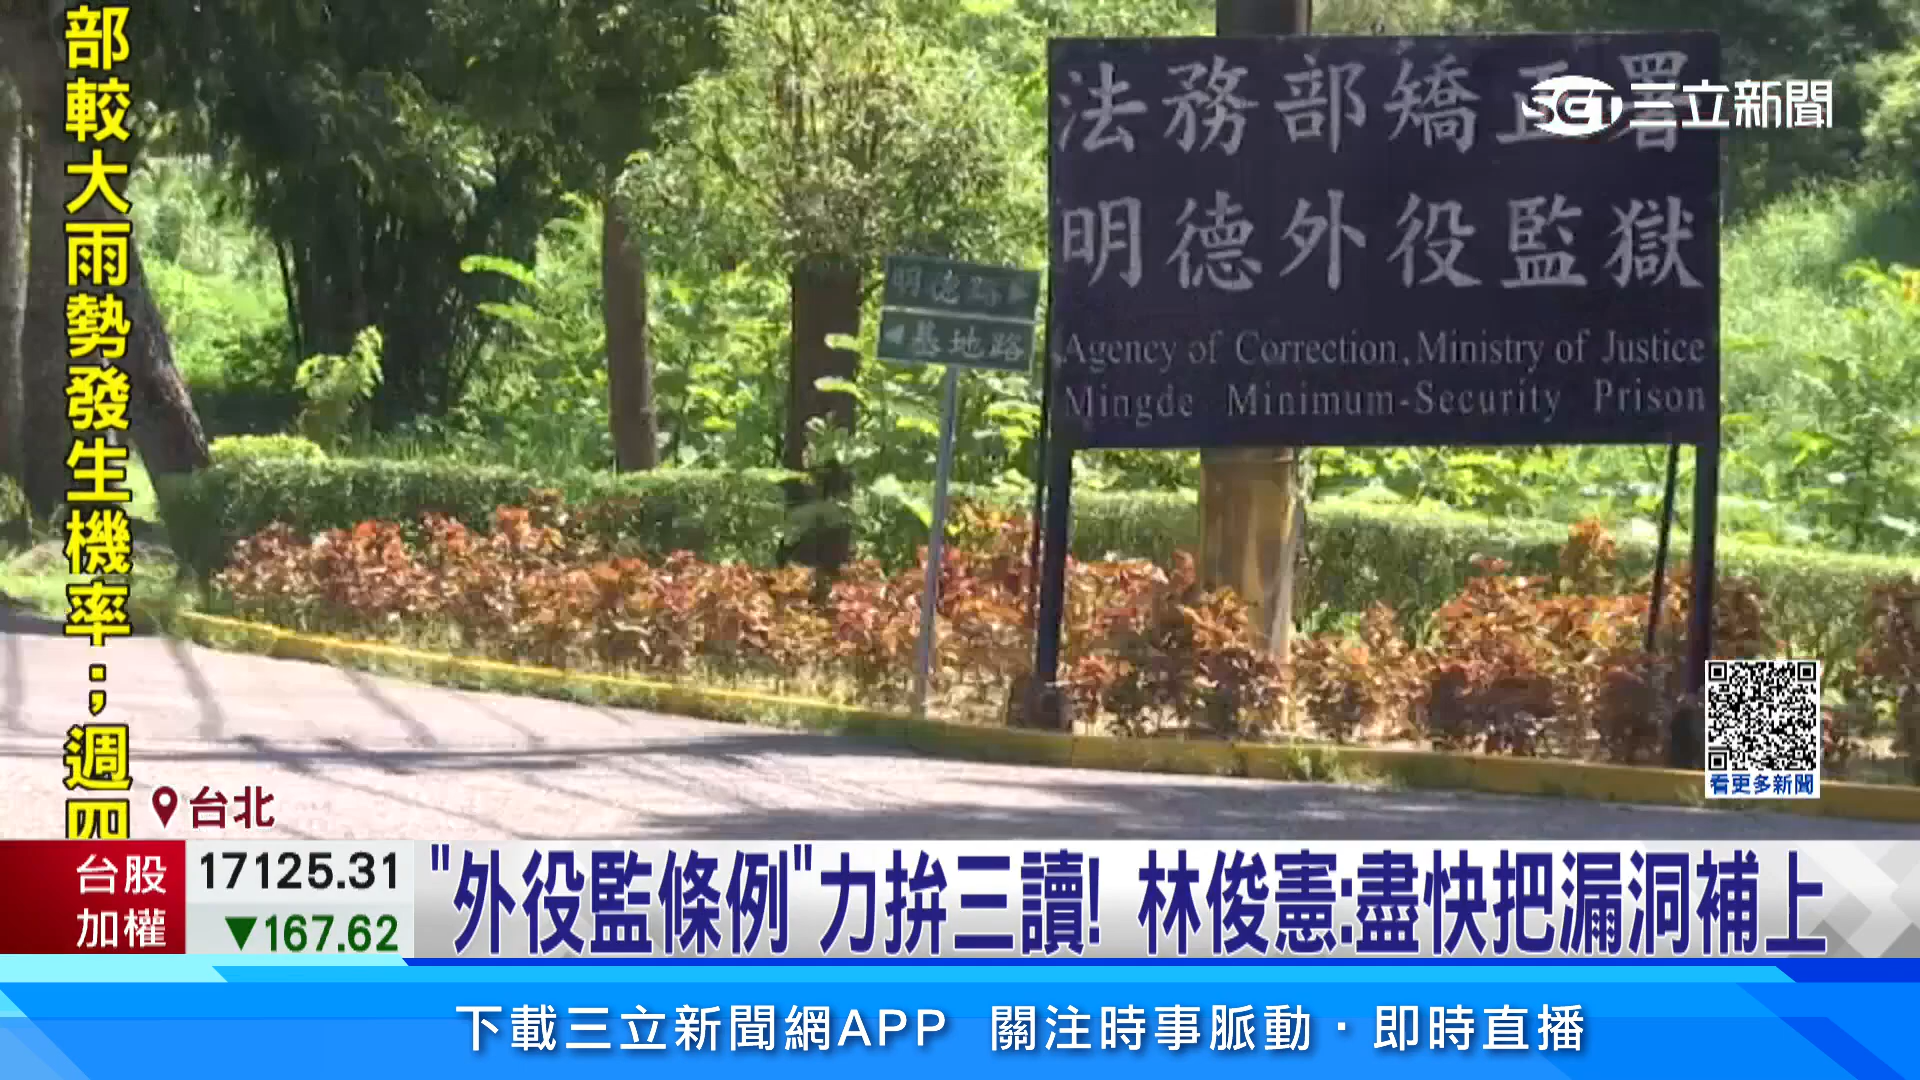 部較大雨勢發生機率；週四
法務部矯正署
明德外役監獄
Agency of Correction, Ministry of Justice
Mingde Minimum-Security Prison
SET三立新聞
明德路▶
◀基地路
看更多新聞
台北
台股 17125.31
加權 ▼167.62
"外役監條例"力拚三讀! 林俊憲:盡快把漏洞補上
下載三立新聞網APP 關注時事脈動·即時直播